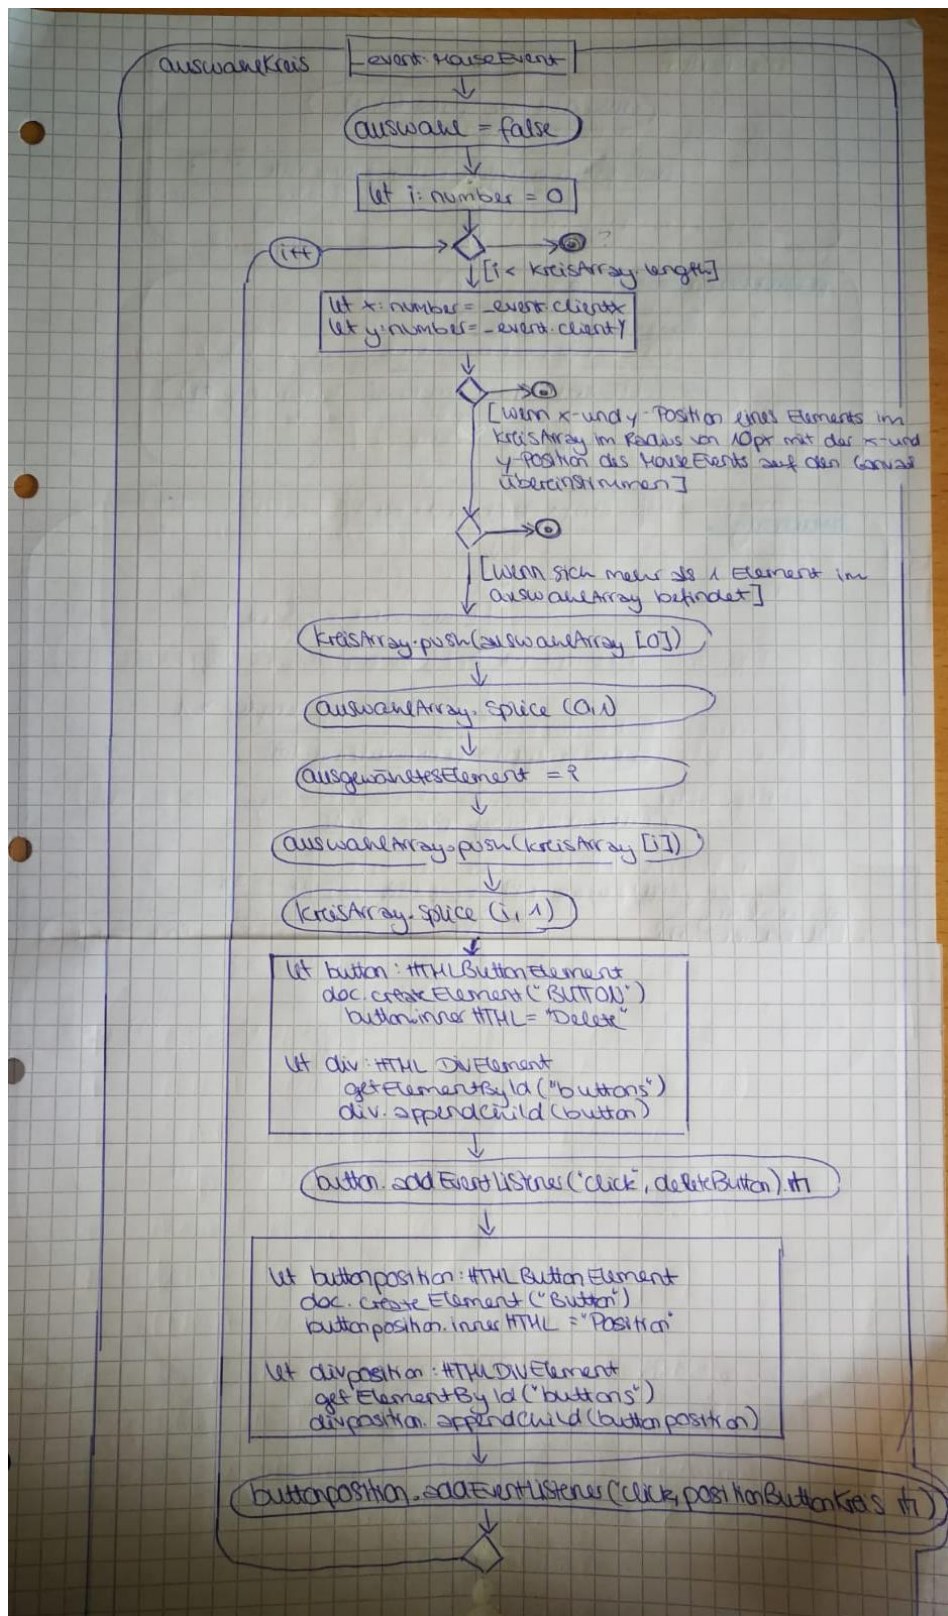 auswahlKreis
_event: MouseEvent
auswahl = false
let i: number = 0
i++
?
[i < kreisArray.length]
let x: number = _event.clientX
let y: number = _event.clientY
[wenn x- und y-Position eines Elements im
kreisArray im Radius von 10px mit der x- und
y-Position des MouseEvents auf den Canvas
übereinstimmen]
[wenn sich mehr als 1 Element im
auswahlArray befindet]
kreisArray.push(auswahlArray [0])
auswahlArray.splice (0,1)
ausgewähltesElement = ?
auswahlArray.push(kreisArray [i])
kreisArray.splice (i, 1)
let button: HTMLButtonElement
doc.createElement("BUTTON")
button.innerHTML = "Delete"
let div: HTML DivElement
getElementById("buttons")
div.appendChild(button)
button.addEventListener("click", deleteButton)
let buttonposition: HTML Button Element
doc.createElement("Button")
buttonposition.innerHTML = "Position"
let divposition: HTMLDivElement
getElementById("buttons")
divposition.appendChild(buttonposition)
buttonposition.addEventListener(click, positionButtonKreis )